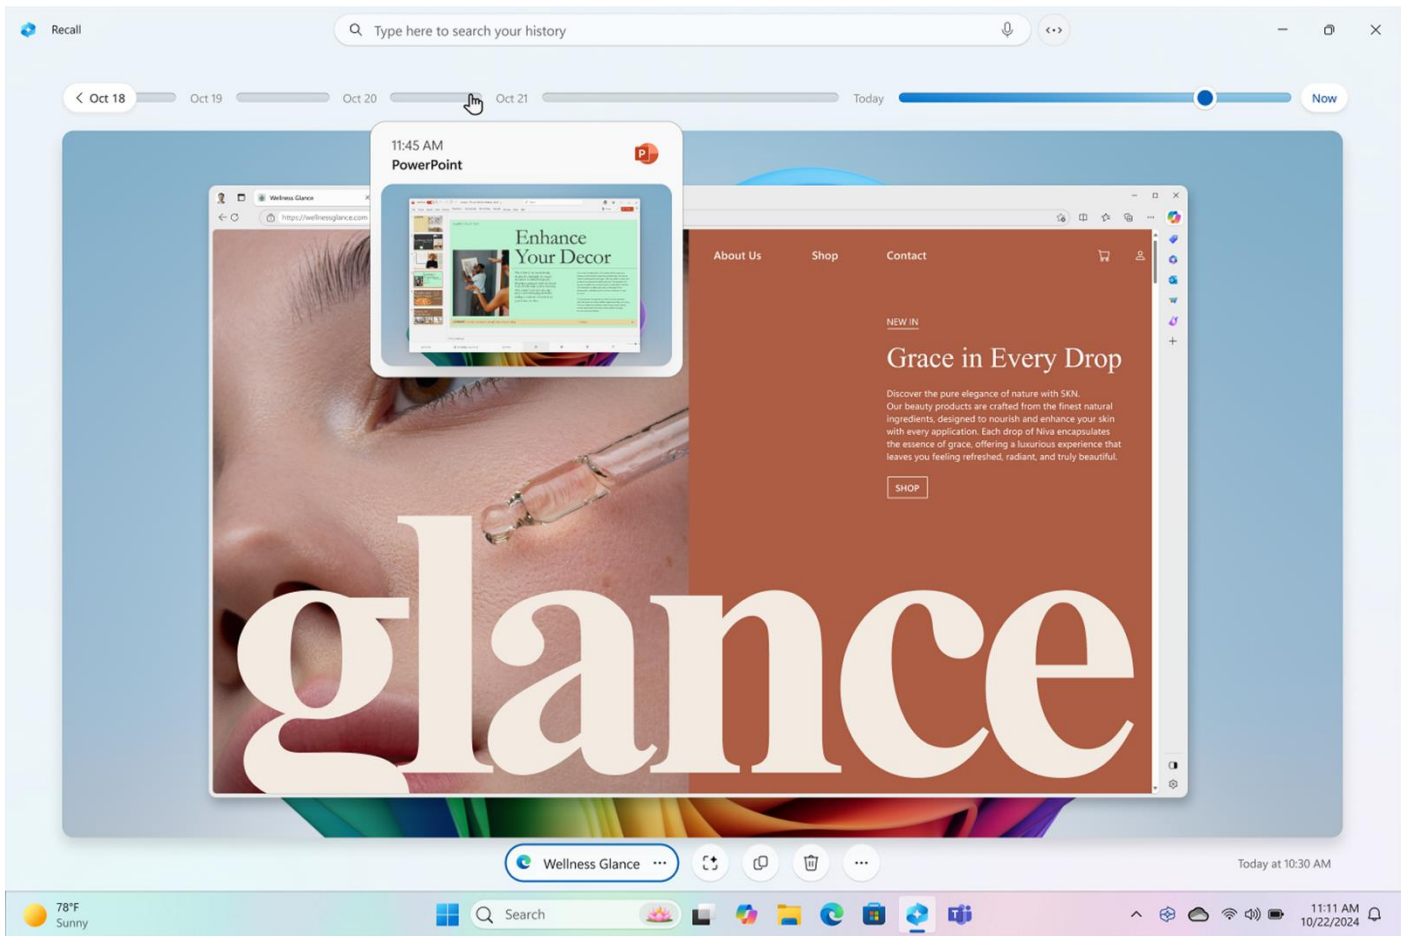 Recall
Type here to search your history
Oct 18
Oct 19
Oct 20
Oct 21
Today
Now
11:45 AM
PowerPoint
Enhance
Your Decor
Wellness Glance
https://wellnessglance.com
About Us
Shop
Contact
NEW IN
Grace in Every Drop
Discover the pure elegance of nature with SKN.
Our beauty products are crafted from the finest natural
ingredients, designed to nourish and enhance your skin
with every application. Each drop of Niva encapsulates
the essence of grace, offering a luxurious experience that
leaves you feeling refreshed, radiant, and truly beautiful.
SHOP
glance
Wellness Glance
Today at 10:30 AM
78°F
Sunny
Search
11:11 AM
10/22/2024